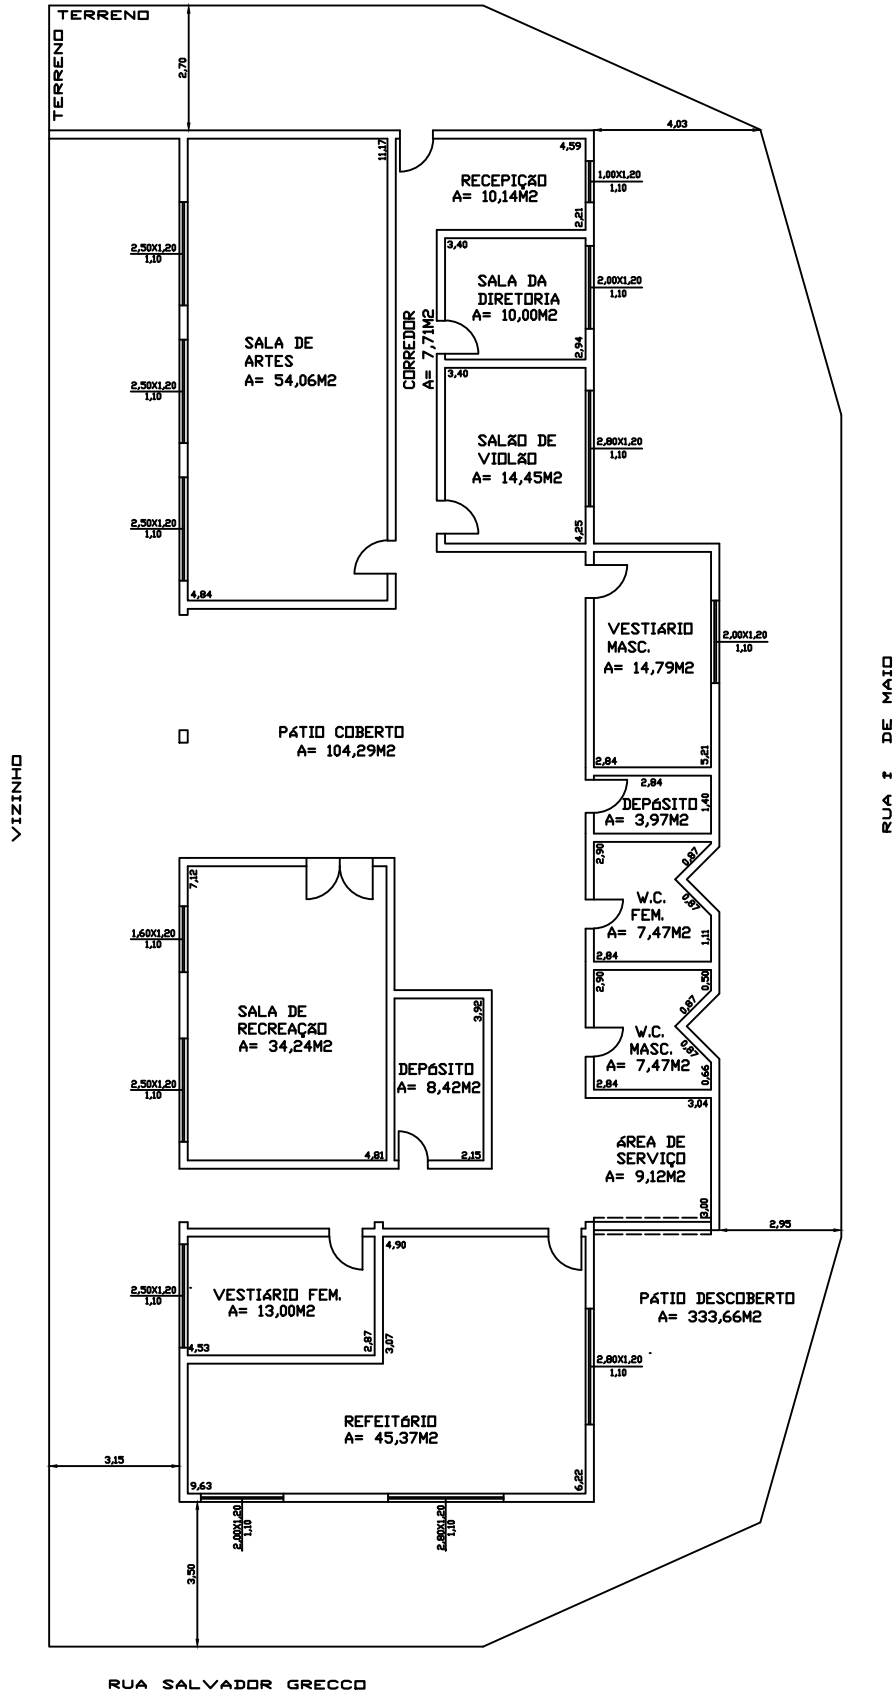 TERRENO
TERRENO
2,70
4,03
11,17
4,59
RECEPIÇÃO
A= 10,14M2
2,21
1,00X1,20
1,10
2,50X1,20
1,10
3,40
SALA DA
DIRETORIA
A= 10,00M2
2,94
2,00X1,20
1,10
CORREDOR
A= 7,71M2
SALA DE
ARTES
A= 54,06M2
2,50X1,20
1,10
3,40
SALÃO DE
VIOLÃO
A= 14,45M2
4,25
2,80X1,20
1,10
2,50X1,20
1,10
4,84
VESTIÁRIO
MASC.
A= 14,79M2
2,00X1,20
1,10
2,84
5,21
PÁTIO COBERTO
A= 104,29M2
VIZINHO
RUA 1º DE MAIO
2,84
DEPÓSITO
A= 3,97M2
1,40
2,90
0,87
0,87
W.C.
FEM.
A= 7,47M2
1,11
2,84
7,12
1,60X1,20
1,10
2,90
0,50
0,87
0,87
W.C.
MASC.
A= 7,47M2
0,66
2,84
SALA DE
RECREAÇÃO
A= 34,24M2
3,92
DEPÓSITO
A= 8,42M2
2,50X1,20
1,10
4,81
2,15
3,04
ÁREA DE
SERVIÇO
A= 9,12M2
3,00
2,95
4,90
VESTIÁRIO FEM.
A= 13,00M2
2,50X1,20
1,10
4,53
2,87
3,07
PÁTIO DESCOBERTO
A= 333,66M2
2,80X1,20
1,10
REFEITÓRIO
A= 45,37M2
3,15
9,63
6,22
2,00X1,20
1,10
2,80X1,20
1,10
3,50
RUA SALVADOR GRECCO